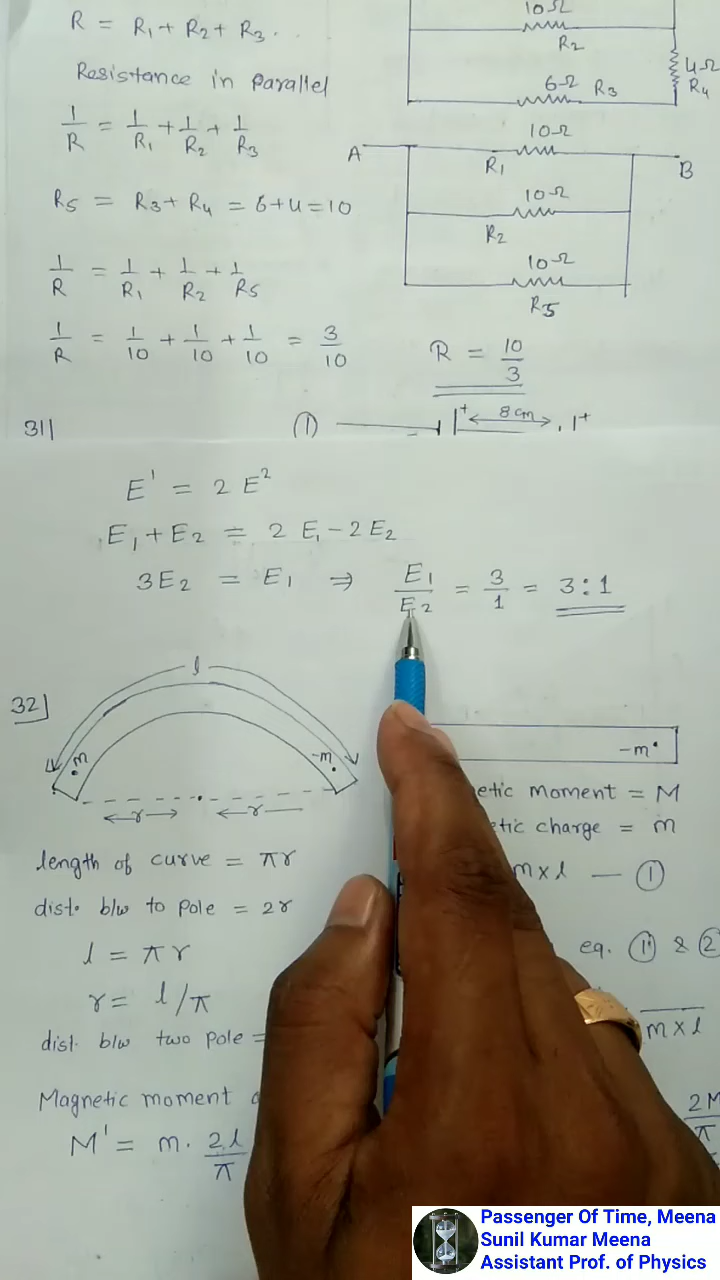 R = R1 + R2 + R3 ..
10Ω
R2
4Ω
R4
6Ω R3
Resistance in parallel
1/R = 1/R1 + 1/R2 + 1/R3
A
10Ω
R1
B
10Ω
R2
10Ω
R5
R5 = R3 + R4 = 6+4 = 10
1/R = 1/R1 + 1/R2 + 1/R5
1/R = 1/10 + 1/10 + 1/10 = 3/10
R = 10/3
31
① 1+ 8cm 1+
E' = 2 E²
E1 + E2 = 2 E1 - 2E2
3E2 = E1 ⇒ E1/E2 = 3/1 = 3:1
32
l
m
-m
r r
-m
etic moment = M
etic charge = m
m×l — ①
length of curve = πr
dist. b/w to pole = 2r
l = πr
eq. ① & ②
r = l/π
m×l
dist. b/w two pole =
Magnetic moment
M' = m. 2l/π
2M/π
Passenger Of Time, Meena
Sunil Kumar Meena
Assistant Prof. of Physics